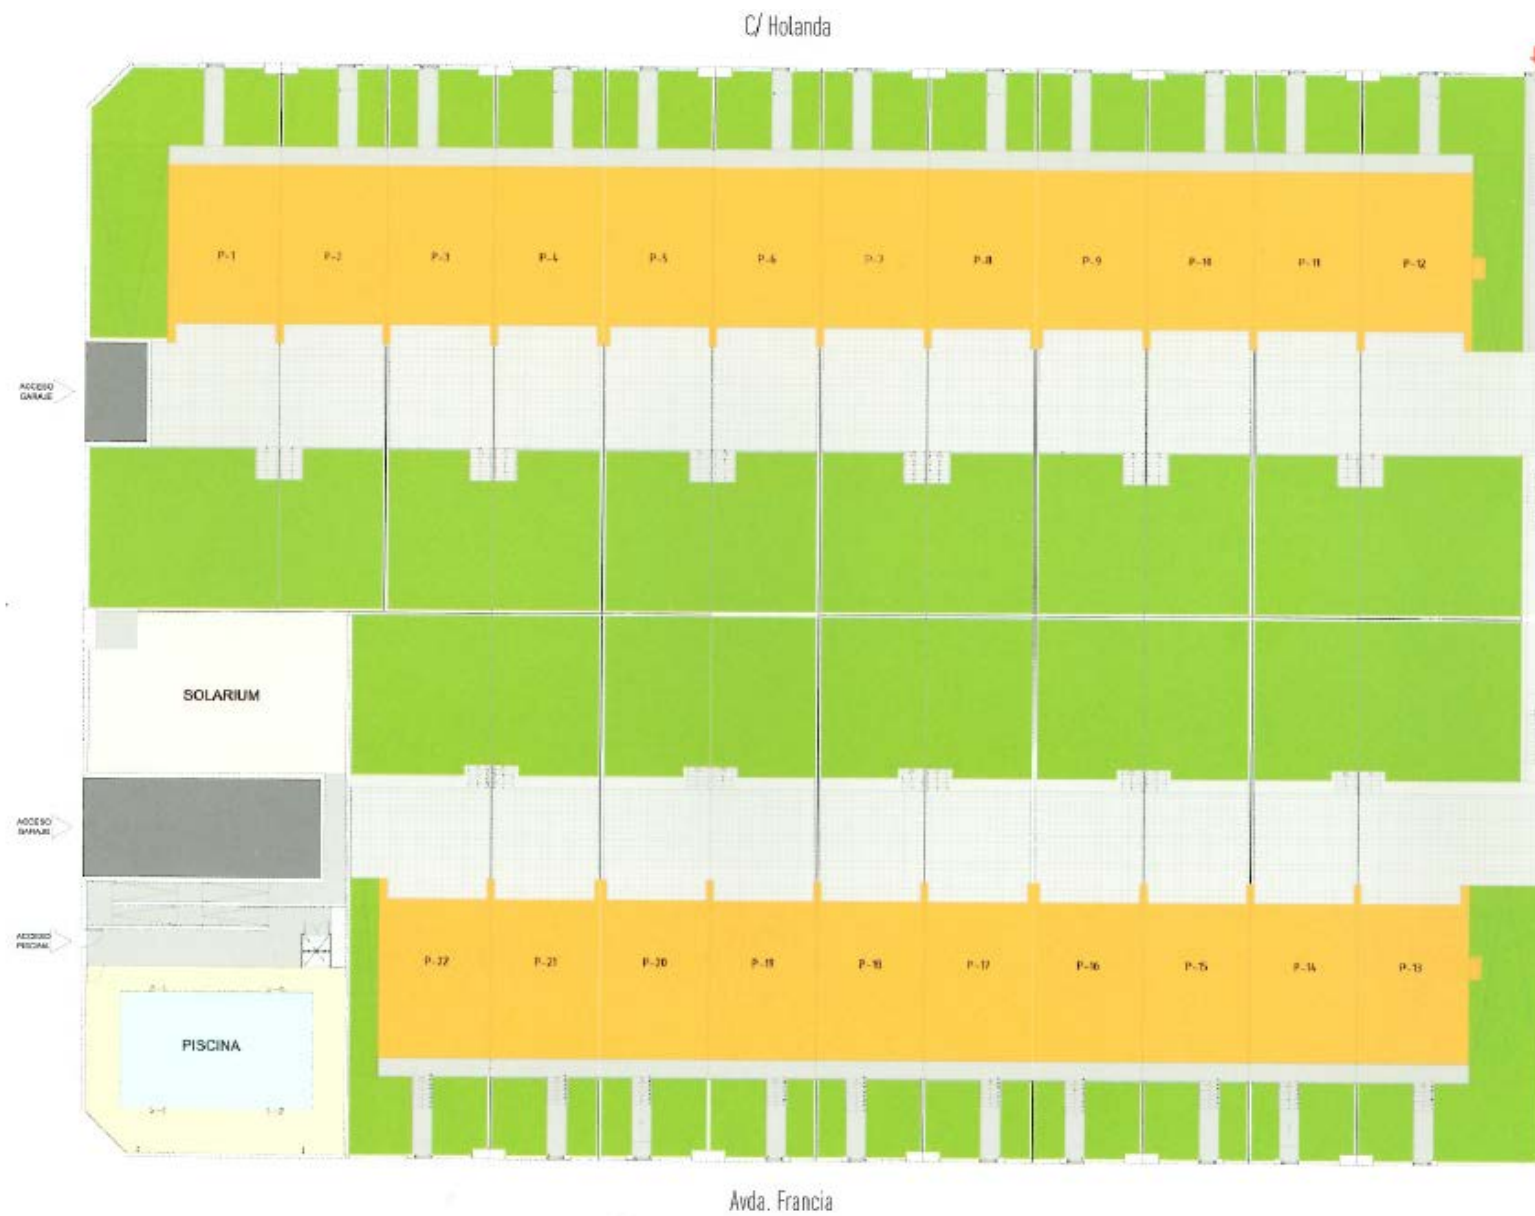 C/ Holanda
P-1
P-2
P-3
P-4
P-5
P-6
P-7
P-8
P-9
P-10
P-11
P-12
ACCESO
GARAJE
SOLARIUM
ACCESO
GARAJE
ACCESO
PISCINA
P-22
P-21
P-20
P-19
P-18
P-17
P-16
P-15
P-14
P-13
PISCINA
Avda. Francia